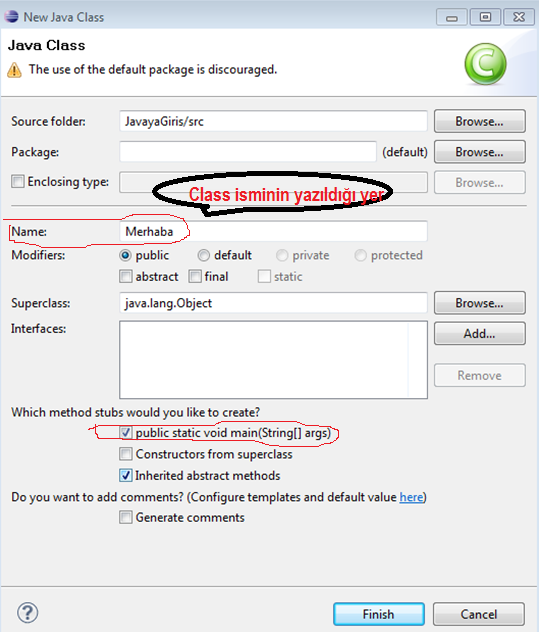 New Java Class
Java Class
The use of the default package is discouraged.
Source folder: JavayaGiris/src Browse...
Package: (default) Browse...
Enclosing type: Browse...
Class isminin yazıldığı yer
Name: Merhaba
Modifiers: public default private protected
abstract final static
Superclass: java.lang.Object Browse...
Interfaces: Add...
Remove
Which method stubs would you like to create?
public static void main(String[] args)
Constructors from superclass
Inherited abstract methods
Do you want to add comments? (Configure templates and default value here)
Generate comments
? Finish Cancel